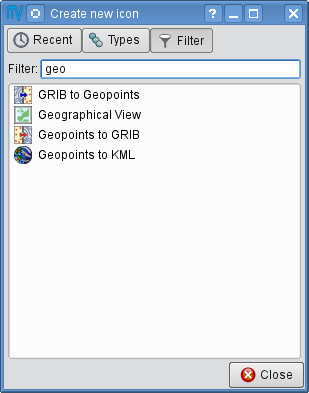 Create new icon ?
Recent Types Filter
Filter: geo
GRIB to Geopoints
Geographical View
Geopoints to GRIB
Geopoints to KML
Close